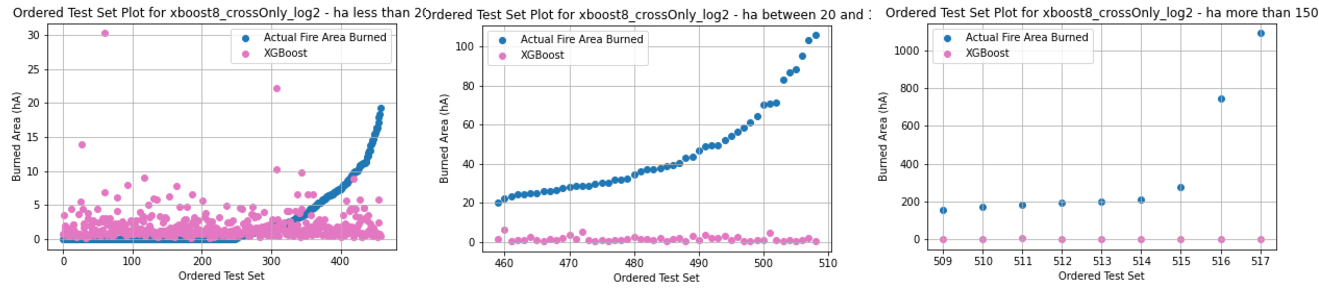 Ordered Test Set Plot for xboost8_crossOnly_log2 - ha less than 20
Actual Fire Area Burned
XGBoost
Burned Area (hA)
30
25
20
15
10
5
0
0 100 200 300 400
Ordered Test Set
Ordered Test Set Plot for xboost8_crossOnly_log2 - ha between 20 and 1
Actual Fire Area Burned
XGBoost
Burned Area (hA)
100
80
60
40
20
0
460 470 480 490 500 510
Ordered Test Set
Ordered Test Set Plot for xboost8_crossOnly_log2 - ha more than 150
Actual Fire Area Burned
XGBoost
Burned Area (hA)
1000
800
600
400
200
0
509 510 511 512 513 514 515 516 517
Ordered Test Set